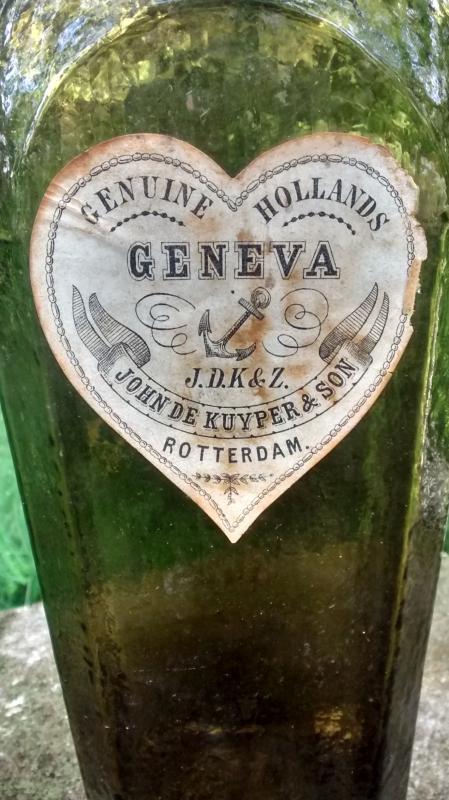 GENUINE HOLLANDS
GENEVA
J.D.K & Z.
JOHN DE KUYPER & SON
ROTTERDAM.